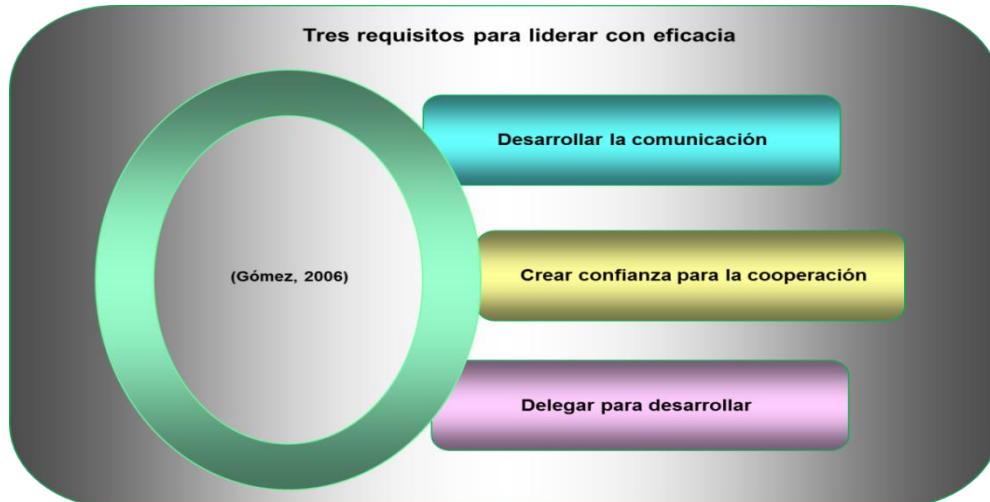 Tres requisitos para liderar con eficacia
Desarrollar la comunicación
(Gómez, 2006)
Crear confianza para la cooperación
Delegar para desarrollar